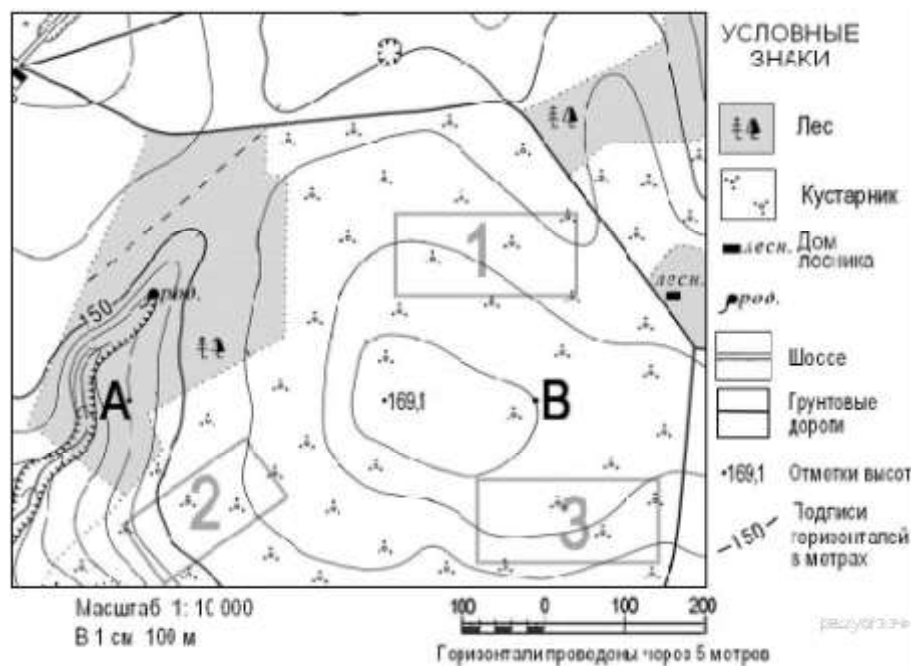 УСЛОВНЫЕ
ЗНАКИ
Лес
Кустарник
лесн. Дом
лесника
род.
Шоссе
Грунтовые
дороги
•169,1 Отметки высот
150 Подписи
горизонталей
в метрах
1
150
род.
лесн.
А
•169,1
В
2
3
Масштаб 1: 10 000
В 1 см 100 м
100 0 100 200
Горизонтали проведены через 5 метров